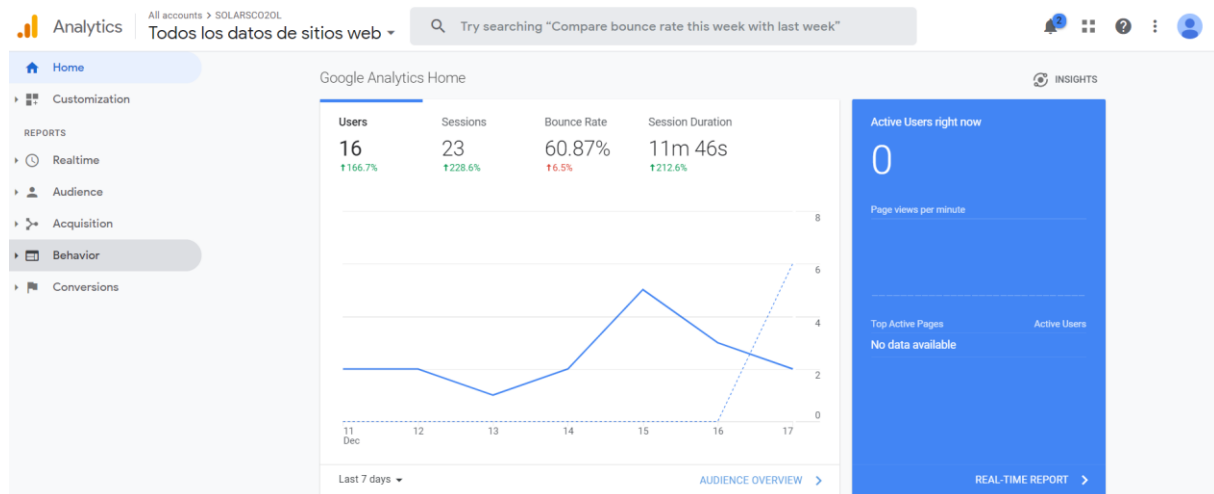 Analytics
All accounts > SOLARSCO2OL
Todos los datos de sitios web
Try searching “Compare bounce rate this week with last week”
2
Home
Customization
REPORTS
Realtime
Audience
Acquisition
Behavior
Conversions
Google Analytics Home
INSIGHTS
Users
Sessions
Bounce Rate
Session Duration
16
23
60.87%
11m 46s
166.7%
228.6%
6.5%
212.6%
8
6
4
2
0
11
Dec
12
13
14
15
16
17
Last 7 days
AUDIENCE OVERVIEW
Active Users right now
0
Page views per minute
Top Active Pages
Active Users
No data available
REAL-TIME REPORT